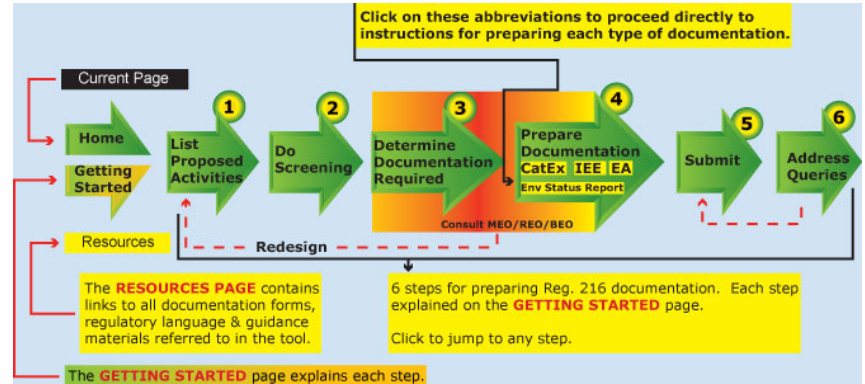 Click on these abbreviations to proceed directly to
instructions for preparing each type of documentation.
Current Page
1
2
3
4
5
6
Home
Getting
Started
List
Proposed
Activities
Do
Screening
Determine
Documentation
Required
Prepare
Documentation
CatEx IEE EA
Env Status Report
Submit
Address
Queries
Consult MEO/REO/BEO
Resources
Redesign
The RESOURCES PAGE contains
links to all documentation forms,
regulatory language & guidance
materials referred to in the tool.
6 steps for preparing Reg. 216 documentation. Each step
explained on the GETTING STARTED page.
Click to jump to any step.
The GETTING STARTED page explains each step.